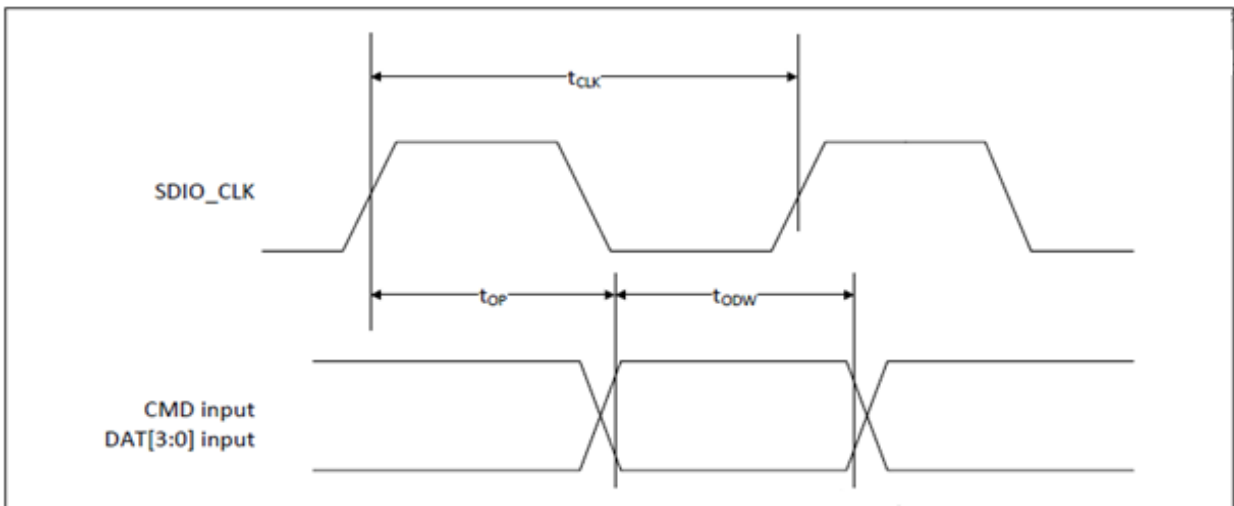 tCLK
SDIO_CLK
tOP
tODW
CMD input
DAT[3:0] input